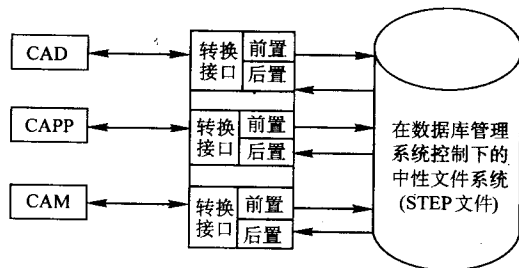 CAD
转换
接口
前置
后置
CAPP
转换
接口
前置
后置
CAM
转换
接口
前置
后置
在数据库管理
系统控制下的
中性文件系统
(STEP文件)